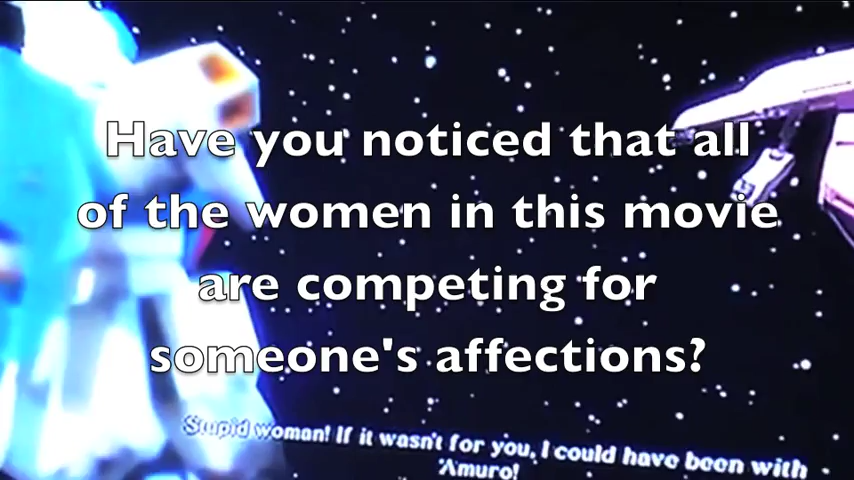 Have you noticed that all
of the women in this movie
are competing for
someone's affections?
Stupid woman! If it wasn't for you, I could have been with
Amuro!